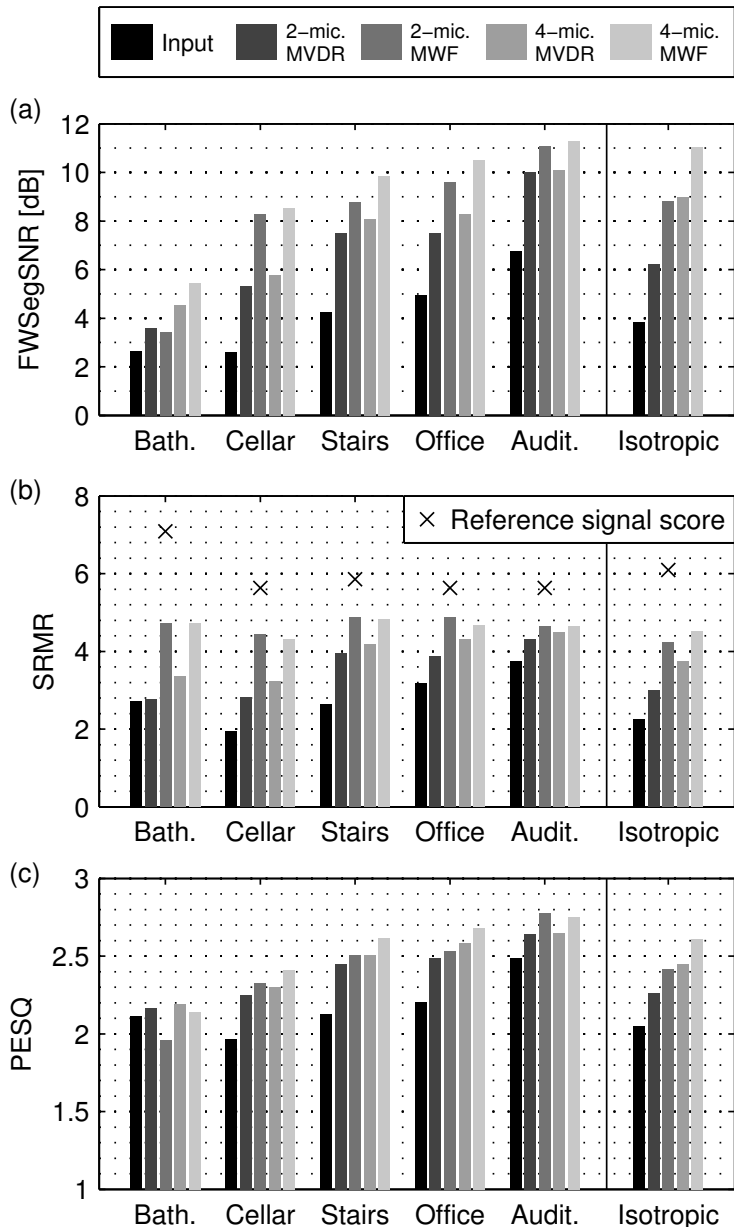 Input
2−mic. MVDR
2−mic. MWF
4−mic. MVDR
4−mic. MWF
(a)
FWSegSNR [dB]
12
10
8
6
4
2
0
Bath. Cellar Stairs Office Audit. Isotropic
(b)
SRMR
8
6
4
2
0
× Reference signal score
Bath. Cellar Stairs Office Audit. Isotropic
(c)
PESQ
3
2.5
2
1.5
1
Bath. Cellar Stairs Office Audit. Isotropic